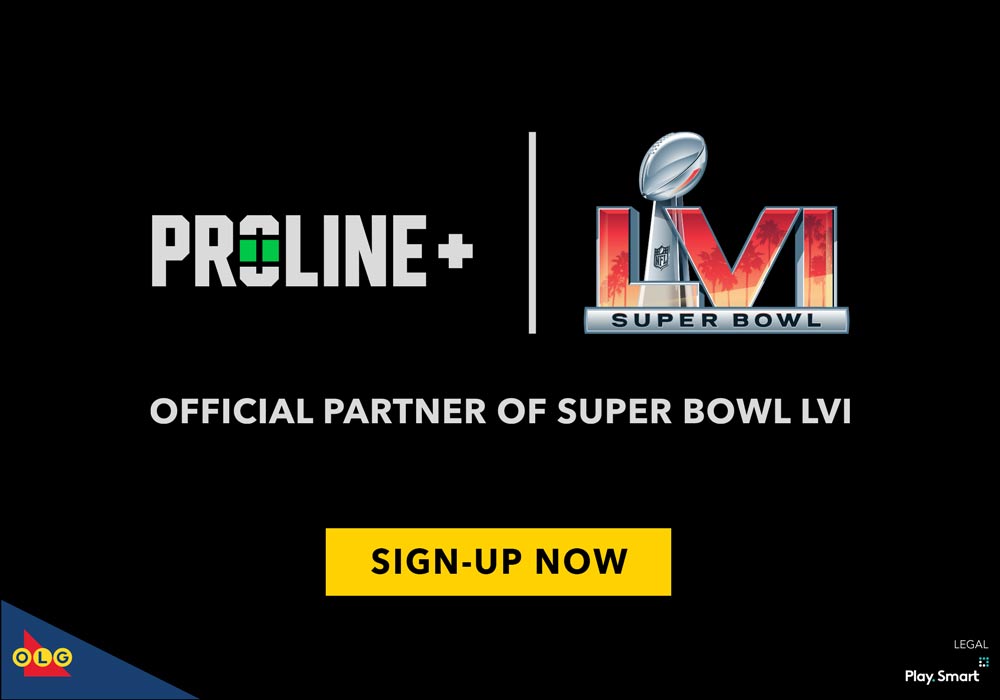 PROLINE+
LVI
NFL
SUPER BOWL
OFFICIAL PARTNER OF SUPER BOWL LVI
SIGN-UP NOW
OLG
LEGAL
Play. Smart